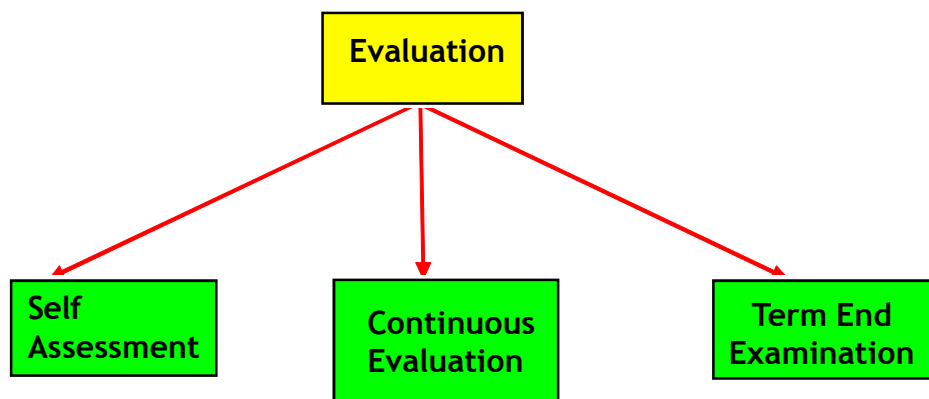 Evaluation
Self
Assessment
Continuous
Evaluation
Term End
Examination